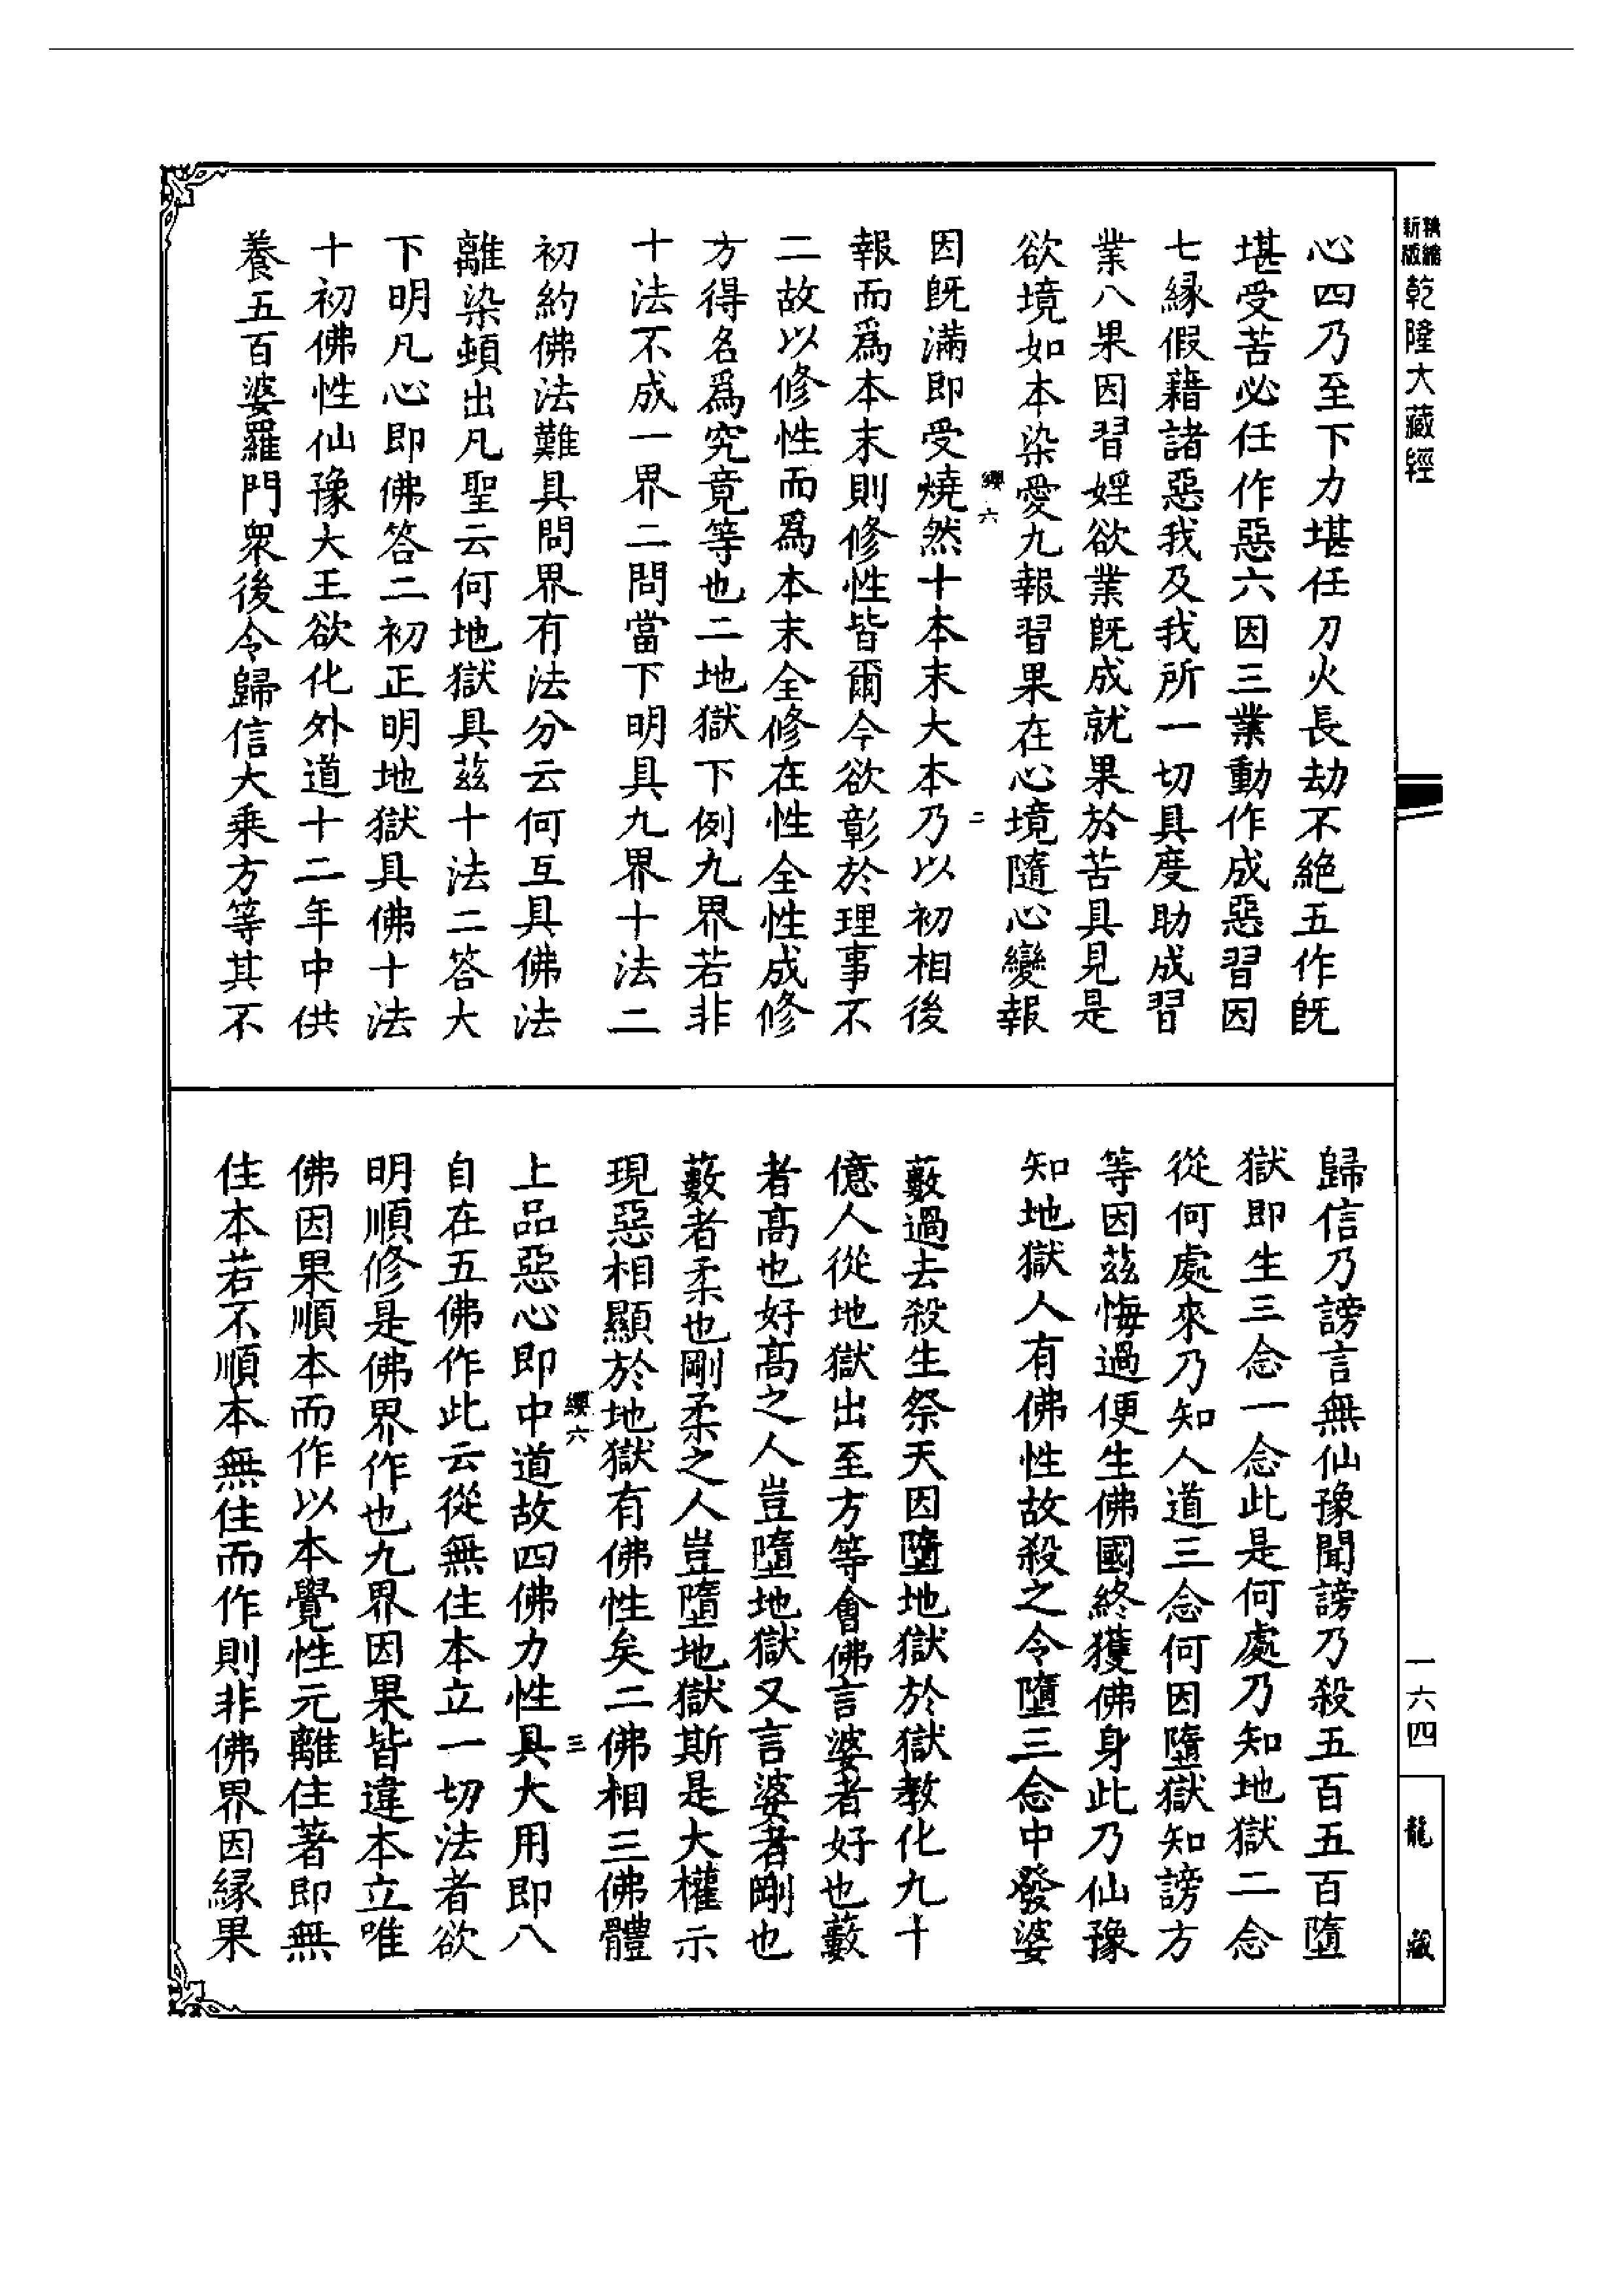 精縮新版
乾隆大藏經
心四乃至下力堪任刀火長劫不絕五作旣
堪受苦必任作惡六因三業動作成惡習因
七緣假藉諸惡我及我所一切具度助成習
業八果因習婬欲業旣成就果於苦具見是
欲境如本染愛九報習果在心境隨心變報
纓六 二
因旣滿即受燒然十本末大本乃以初相後
報而爲本末則修性皆爾今欲彰於理事不
二故以修性而爲本末全修在性全性成修
方得名爲究竟等也二地獄下例九界若非
十法不成一界二問當下明具九界十法二
初約佛法難具問界有法分云何互具佛法
離染頓出凡聖云何地獄具茲十法二答大
下明凡心即佛答二初正明地獄具佛十法
十初佛性仙豫大王欲化外道十二年中供
養五百婆羅門衆後令歸信大乘方等其不
歸信乃謗言無仙豫聞謗乃殺五百五百墮
獄即生三念一念此是何處乃知地獄二念
從何處來乃知人道三念何因墮獄知謗方
等因茲悔過便生佛國終獲佛身此乃仙豫
知地獄人有佛性故殺之令墮三念中發婆
藪過去殺生祭天因墮地獄於獄教化九十
億人從地獄出至方等會佛言婆者好也藪
者高也好高之人豈墮地獄又言婆者剛也
藪者柔也剛柔之人豈墮地獄斯是大權示
現惡相顯於地獄有佛性矣二佛相三佛體
纓六 三
上品惡心即中道故四佛力性具大用即八
自在五佛作此云從無住本立一切法者欲
明順修是佛界作也九界因果皆違本立唯
佛因果順本而作以本覺性元離住著即無
住本若不順本無住而作則非佛界因緣果
一六四
龍藏